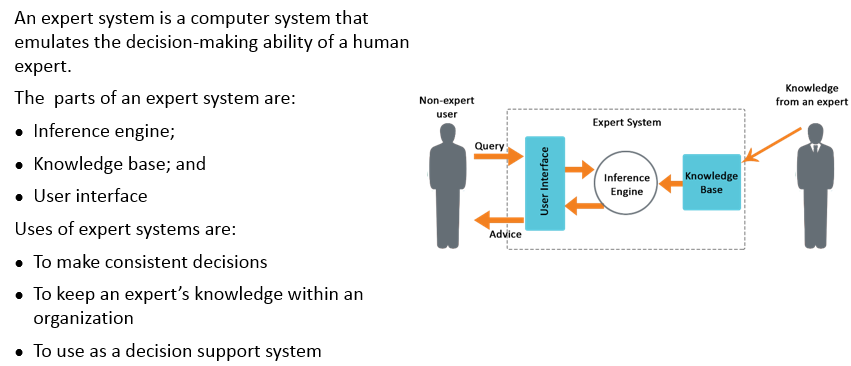 An expert system is a computer system that
emulates the decision-making ability of a human
expert.
The  parts of an expert system are:
• Inference engine;
• Knowledge base; and
• User interface
Uses of expert systems are:
• To make consistent decisions
• To keep an expert’s knowledge within an
organization
• To use as a decision support system
Non-expert
user
Query
Advice
Expert System
User Interface
Inference
Engine
Knowledge
Base
Knowledge
from an expert